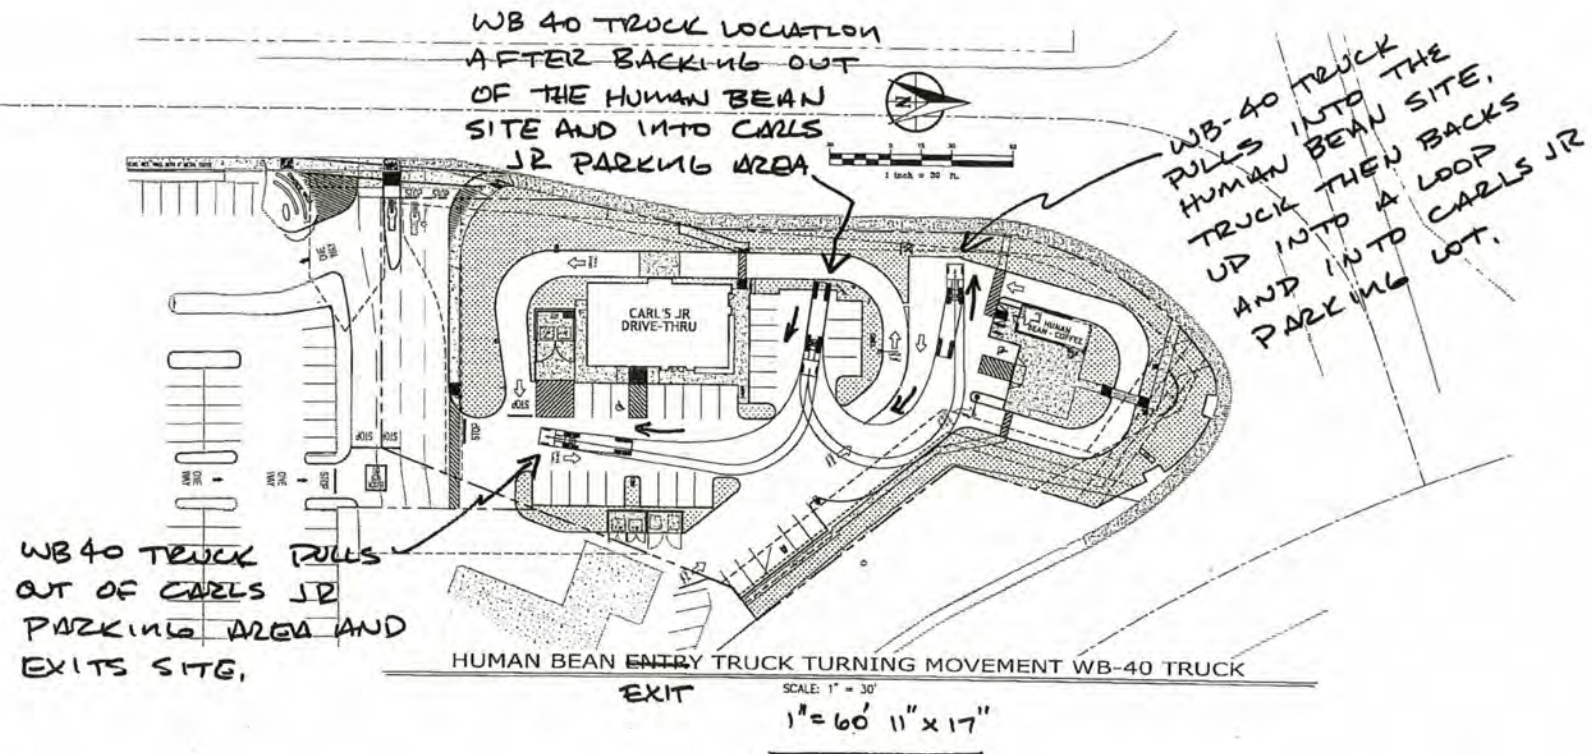 WB 40 TRUCK LOCATION
AFTER BACKING OUT
OF THE HUMAN BEAN
SITE AND INTO CARLS
JR PARKING AREA
N
1 inch = 30 ft.
WB-40 TRUCK
PULLS INTO THE
HUMAN BEAN SITE.
TRUCK THEN BACKS
UP INTO A LOOP
AND INTO CARLS JR
PARKING LOT.
CARL'S JR
DRIVE-THRU
HUMAN
BEAN - COFFEE
STOP
STOP
STOP
STOP
STOP
STOP
STOP
ONE
WAY
ONE
WAY
WB 40 TRUCK PULLS
OUT OF CARLS JR
PARKING AREA AND
EXITS SITE.
HUMAN BEAN ENTRY TRUCK TURNING MOVEMENT WB-40 TRUCK
EXIT
SCALE: 1" = 30'
1" = 60' 11" x 17"